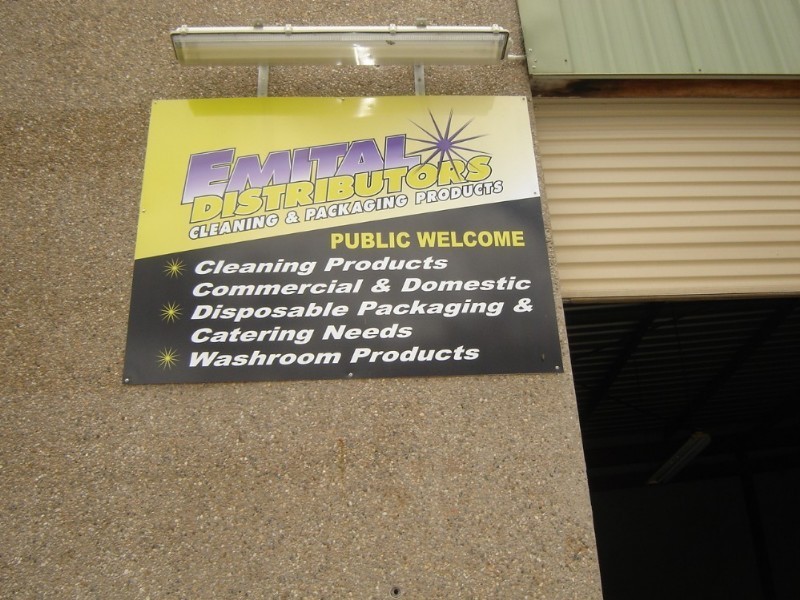 EMITAL
DISTRIBUTORS
CLEANING & PACKAGING PRODUCTS
PUBLIC WELCOME
Cleaning Products
Commercial & Domestic
Disposable Packaging &
Catering Needs
Washroom Products